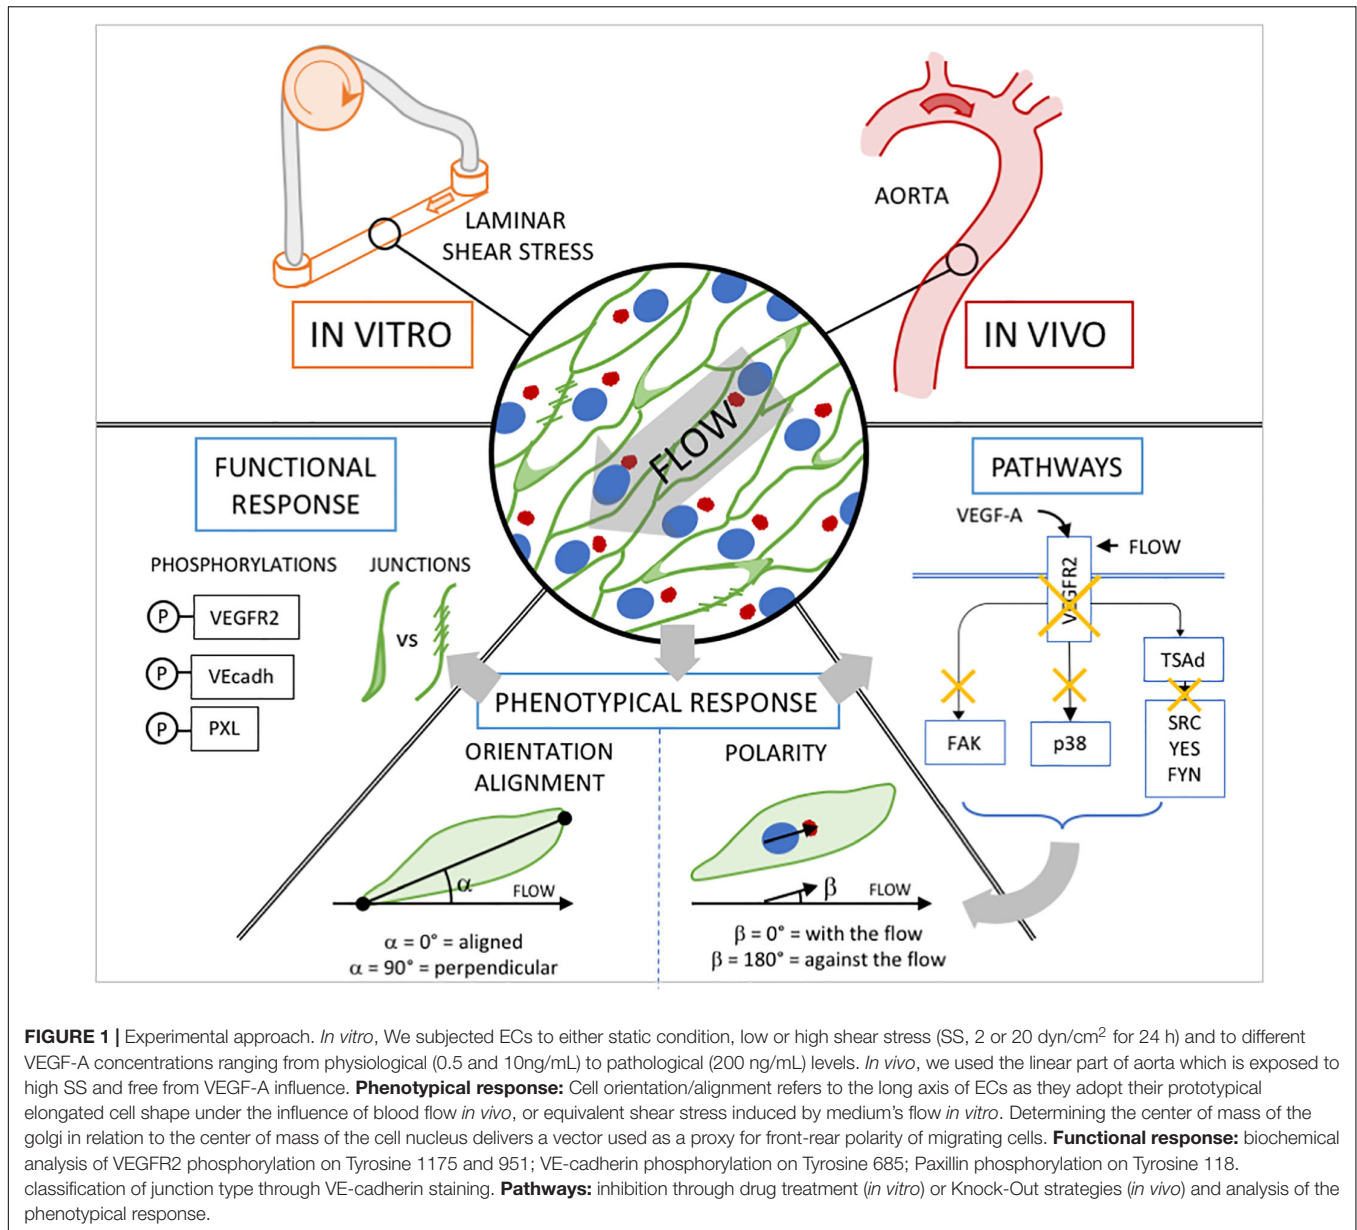 LAMINAR
SHEAR STRESS
AORTA
IN VITRO
IN VIVO
FLOW
FUNCTIONAL
RESPONSE
PHOSPHORYLATIONS
JUNCTIONS
P
VEGFR2
P
VEcadh
P
PXL
vs
PATHWAYS
VEGF-A
FLOW
VEGFR2
TSAd
FAK
p38
SRC
YES
FYN
PHENOTYPICAL RESPONSE
ORIENTATION
ALIGNMENT
α
FLOW
α = 0° = aligned
α = 90° = perpendicular
POLARITY
β
FLOW
β = 0° = with the flow
β = 180° = against the flow
FIGURE 1 | Experimental approach. In vitro, We subjected ECs to either static condition, low or high shear stress (SS, 2 or 20 dyn/cm² for 24 h) and to different
VEGF-A concentrations ranging from physiological (0.5 and 10ng/mL) to pathological (200 ng/mL) levels. In vivo, we used the linear part of aorta which is exposed to
high SS and free from VEGF-A influence. Phenotypical response: Cell orientation/alignment refers to the long axis of ECs as they adopt their prototypical
elongated cell shape under the influence of blood flow in vivo, or equivalent shear stress induced by medium's flow in vitro. Determining the center of mass of the
golgi in relation to the center of mass of the cell nucleus delivers a vector used as a proxy for front-rear polarity of migrating cells. Functional response: biochemical
analysis of VEGFR2 phosphorylation on Tyrosine 1175 and 951; VE-cadherin phosphorylation on Tyrosine 685; Paxillin phosphorylation on Tyrosine 118.
classification of junction type through VE-cadherin staining. Pathways: inhibition through drug treatment (in vitro) or Knock-Out strategies (in vivo) and analysis of the
phenotypical response.